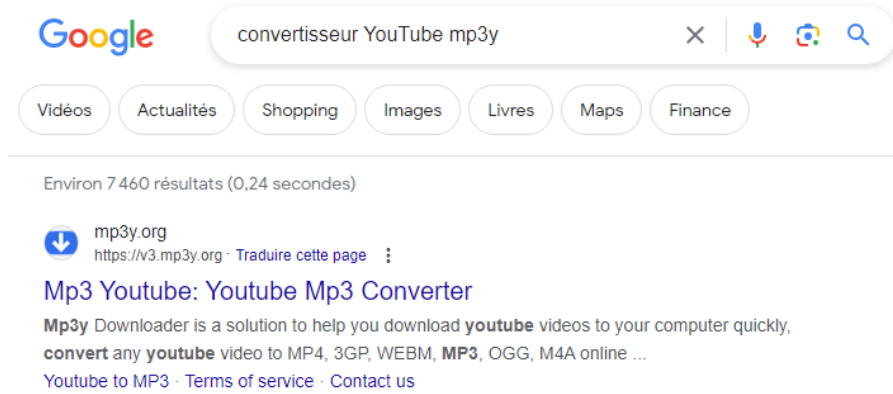 Google convertisseur YouTube mp3y
Vidéos Actualités Shopping Images Livres Maps Finance
Environ 7 460 résultats (0,24 secondes)
mp3y.org
https://v3.mp3y.org · Traduire cette page
Mp3 Youtube: Youtube Mp3 Converter
Mp3y Downloader is a solution to help you download youtube videos to your computer quickly,
convert any youtube video to MP4, 3GP, WEBM, MP3, OGG, M4A online ...
Youtube to MP3 · Terms of service · Contact us